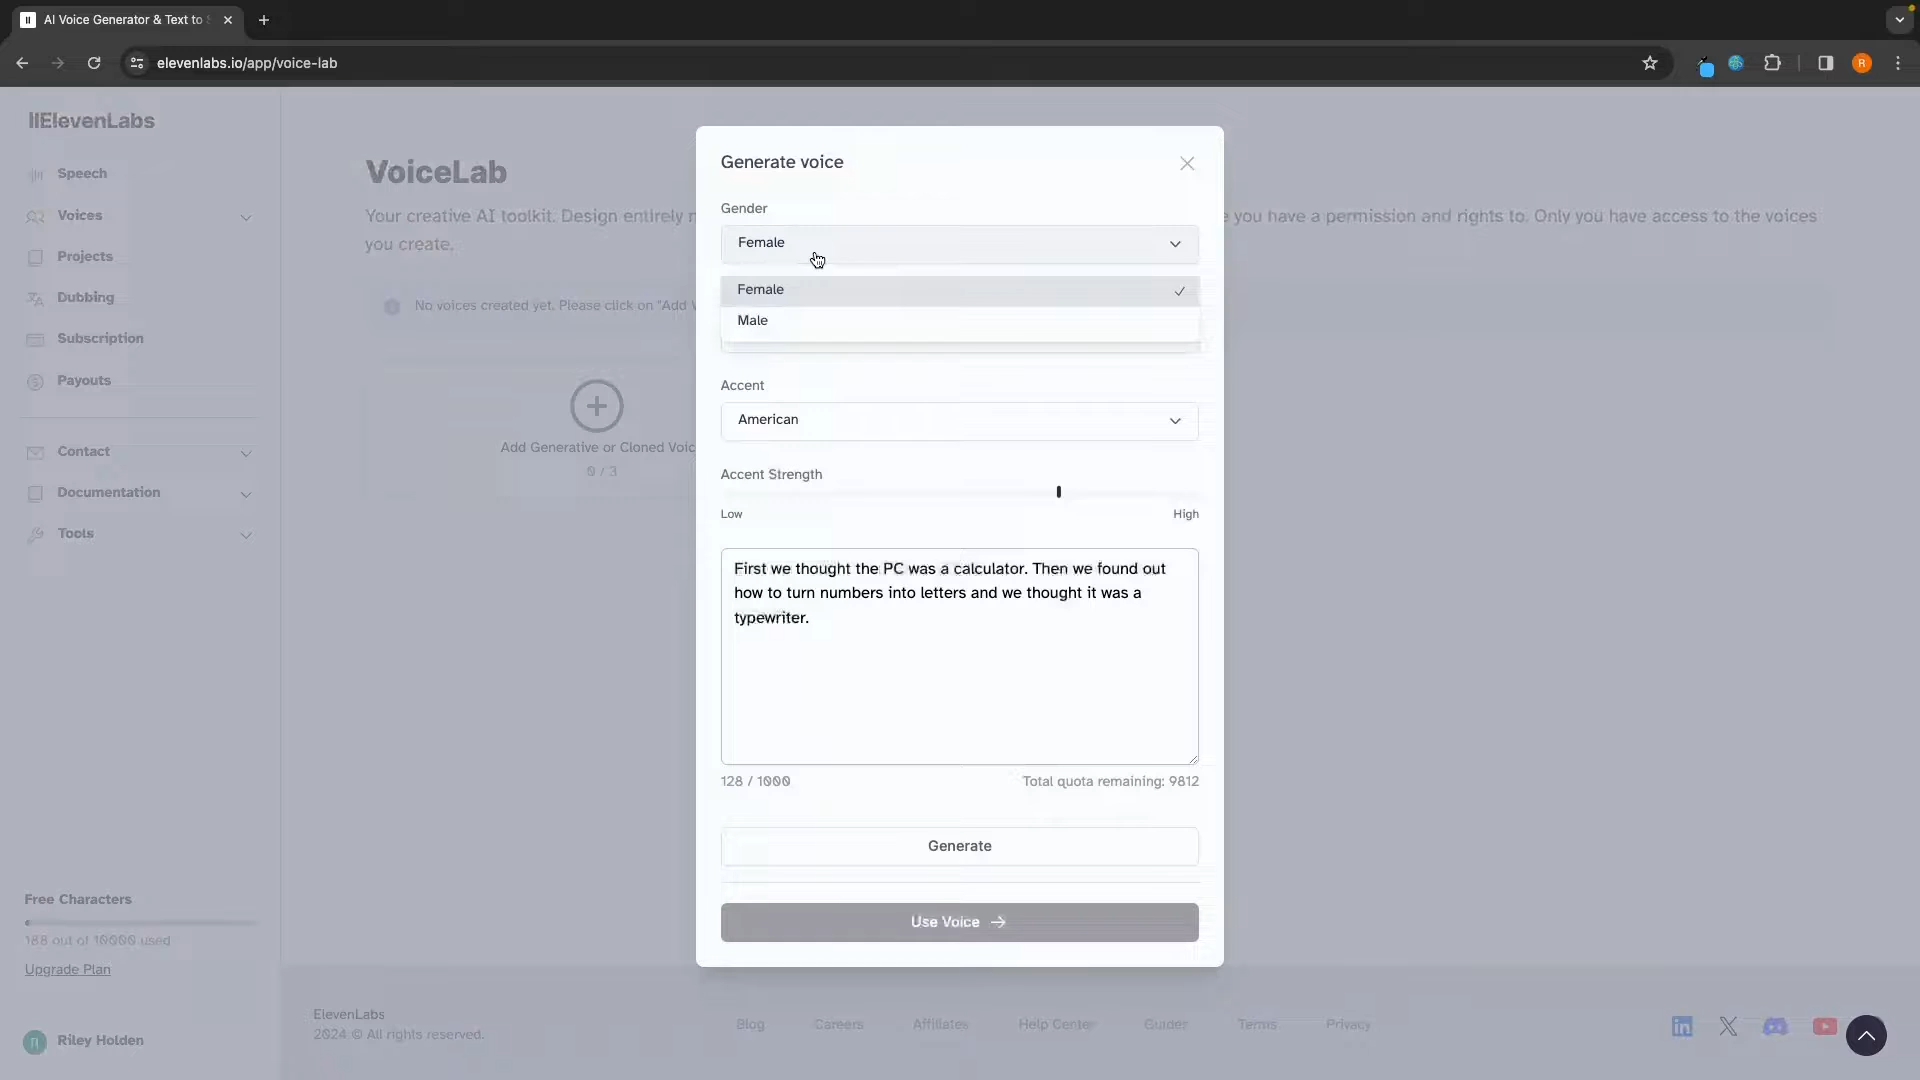 AI Voice Generator & Text to
elevenlabs.io/app/voice-lab
R
IIElevenLabs
Speech
Voices
Projects
Dubbing
Subscription
Payouts
Contact
Documentation
Tools
Free Characters
188 out of 10000 used
Upgrade Plan
Riley Holden
VoiceLab
Your creative AI toolkit. Design entirely
e you have a permission and rights to. Only you have access to the voices
you create.
No voices created yet. Please click on "Add
Add Generative or Cloned Voic
0 / 3
Generate voice
Gender
Female
Female
Male
Accent
American
Accent Strength
Low
High
First we thought the PC was a calculator. Then we found out
how to turn numbers into letters and we thought it was a
typewriter.
128 / 1000
Total quota remaining: 9812
Generate
Use Voice
ElevenLabs
2024 © All rights reserved.
Blog
Careers
Affiliates
Help Center
Guides
Terms
Privacy